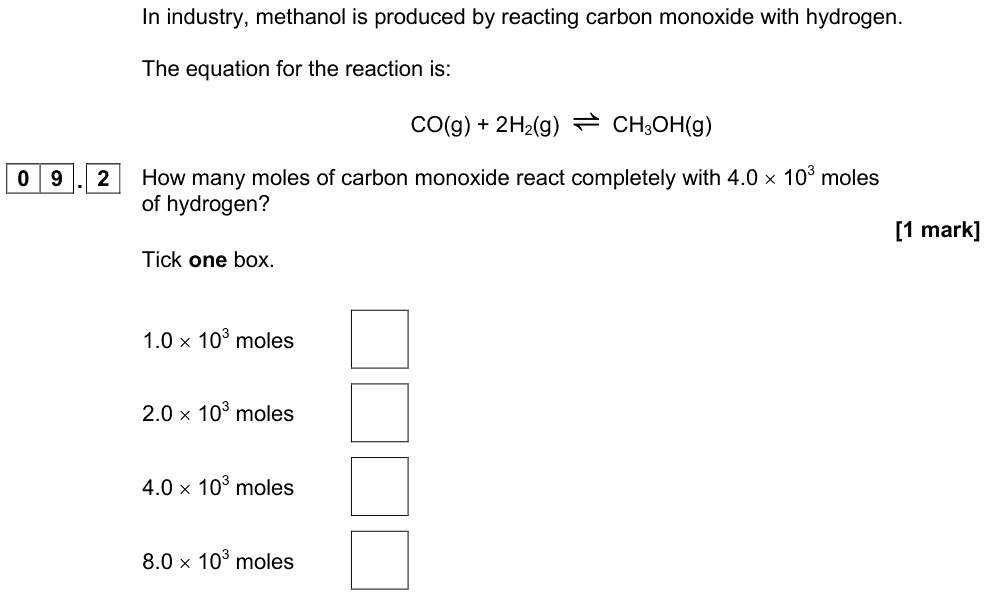 In industry, methanol is produced by reacting carbon monoxide with hydrogen.
The equation for the reaction is:
CO(g) + 2H₂(g) ⇌ CH₃OH(g)
0 9 . 2 How many moles of carbon monoxide react completely with 4.0 × 10³ moles
of hydrogen?
[1 mark]
Tick one box.
1.0 × 10³ moles
2.0 × 10³ moles
4.0 × 10³ moles
8.0 × 10³ moles